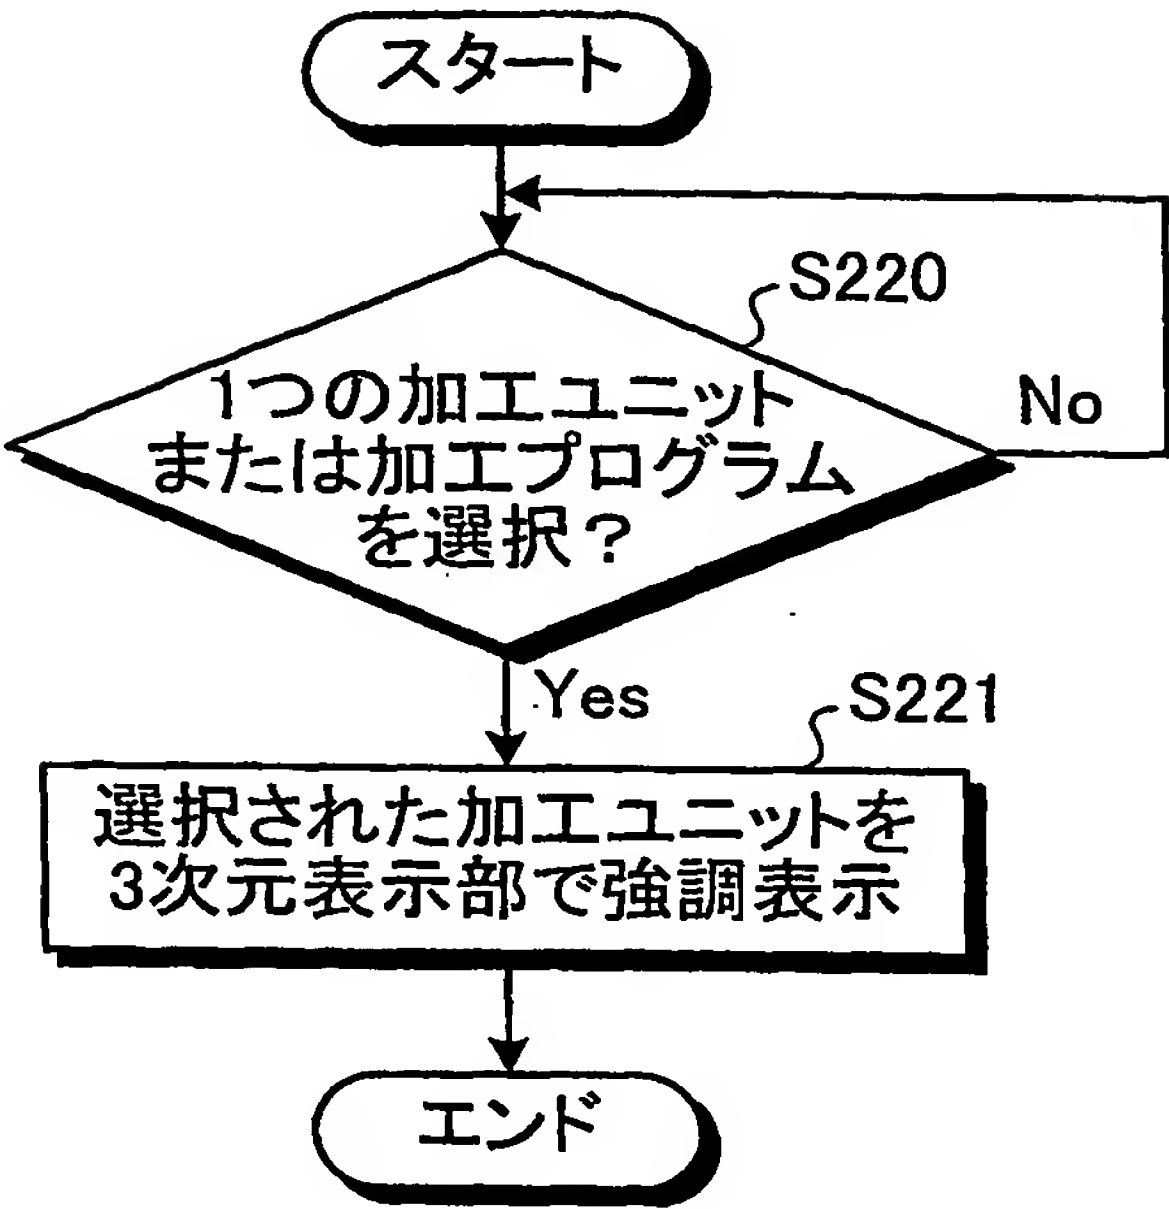 スタート
S220
1つの加工ユニット
または加工プログラム
を選択?
No
Yes
S221
選択された加工ユニットを
3次元表示部で強調表示
エンド